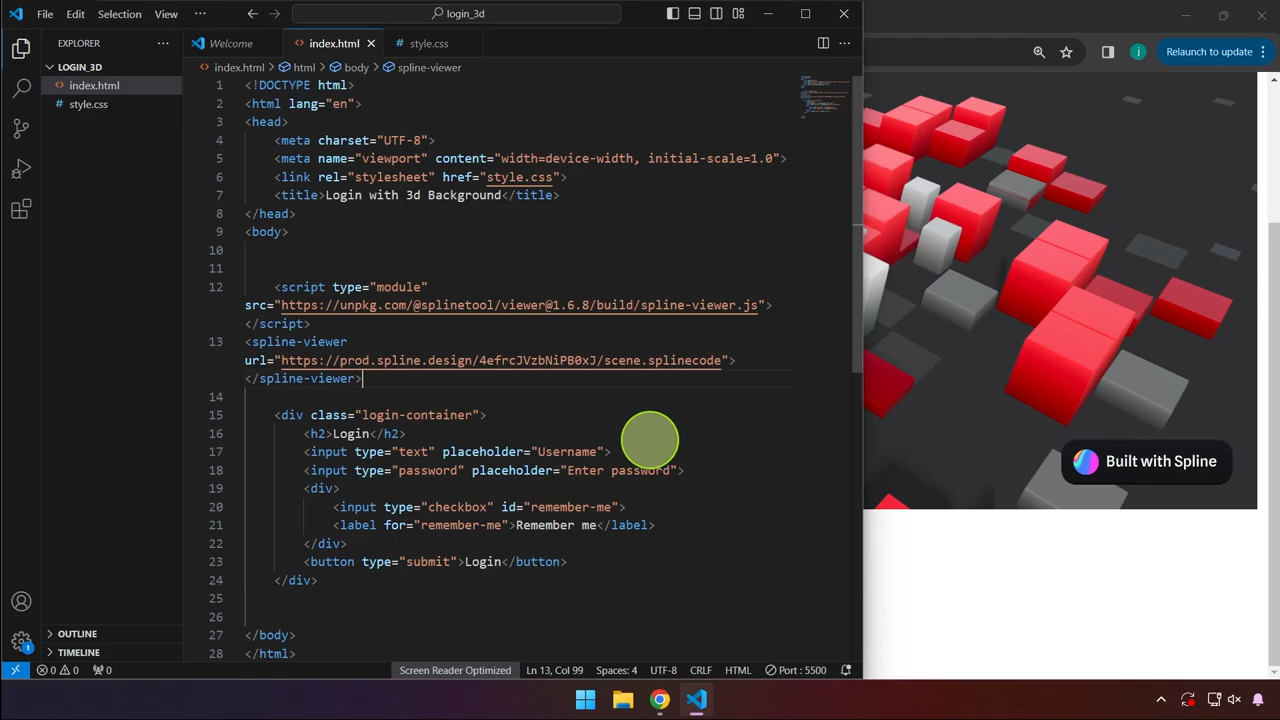 File Edit Selection View ··· login_3d
EXPLORER ···
Welcome index.html style.css
j Relaunch to update
LOGIN_3D
index.html
style.css
index.html > html > body > spline-viewer
1 <!DOCTYPE html>
2 <html lang="en">
3 <head>
4 <meta charset="UTF-8">
5 <meta name="viewport" content="width=device-width, initial-scale=1.0">
6 <link rel="stylesheet" href="style.css">
7 <title>Login with 3d Background</title>
8 </head>
9 <body>
10
11
12 <script type="module"
src="https://unpkg.com/@splinetool/viewer@1.6.8/build/spline-viewer.js">
</script>
13 <spline-viewer
url="https://prod.spline.design/4efrcJVzbNiPB0xJ/scene.splinecode">
</spline-viewer>
14
15 <div class="login-container">
16 <h2>Login</h2>
17 <input type="text" placeholder="Username">
18 <input type="password" placeholder="Enter password">
19 <div>
20 <input type="checkbox" id="remember-me">
21 <label for="remember-me">Remember me</label>
22 </div>
23 <button type="submit">Login</button>
24 </div>
25
26
27 </body>
28 </html>
Built with Spline
OUTLINE
TIMELINE
1
0 0 0 Screen Reader Optimized Ln 13, Col 99 Spaces: 4 UTF-8 CRLF HTML Port : 5500